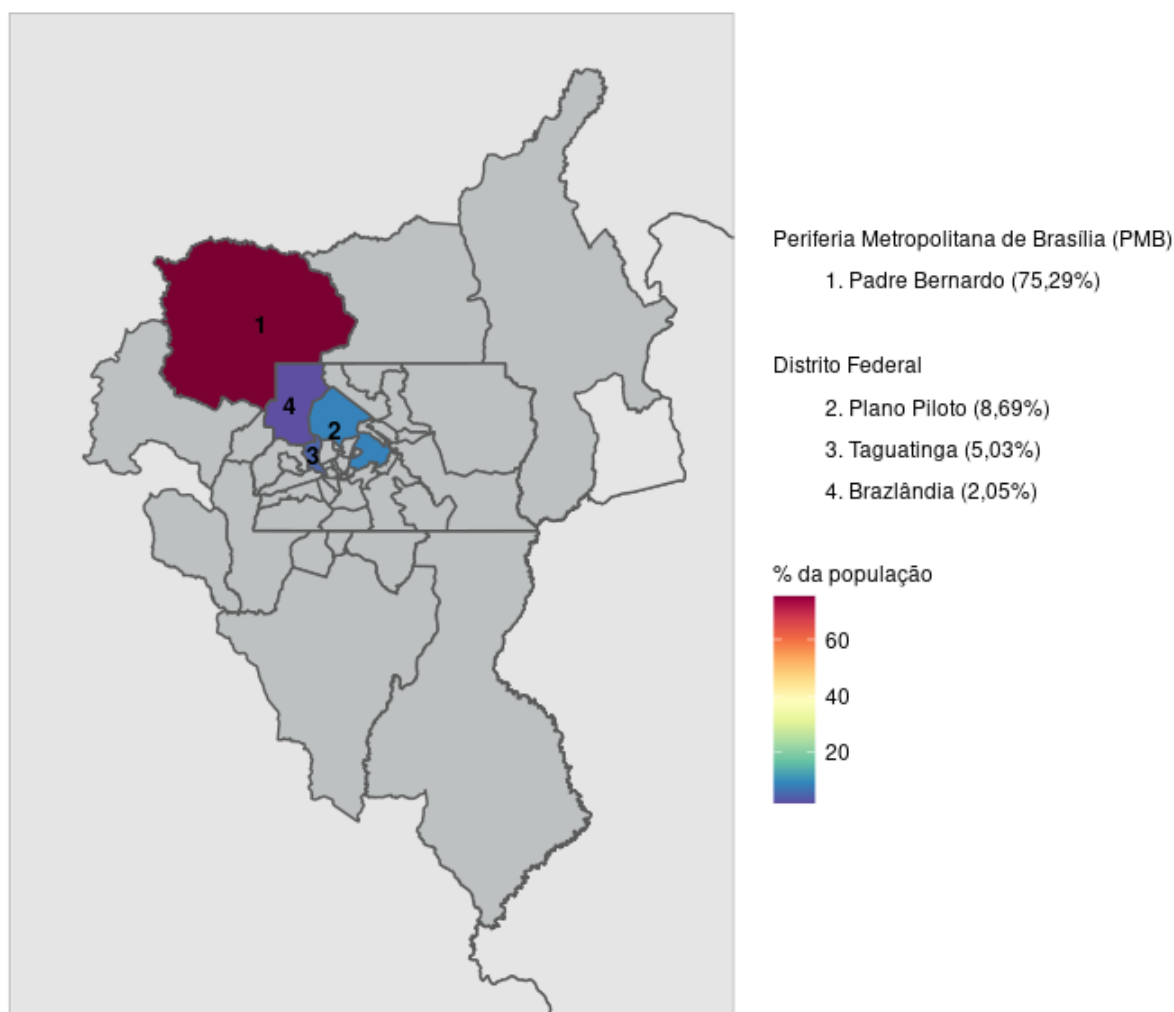 Periferia Metropolitana de Brasília (PMB)
1. Padre Bernardo (75,29%)
Distrito Federal
2. Plano Piloto (8,69%)
3. Taguatinga (5,03%)
4. Brazlândia (2,05%)
% da população
60
40
20
1
4
2
3